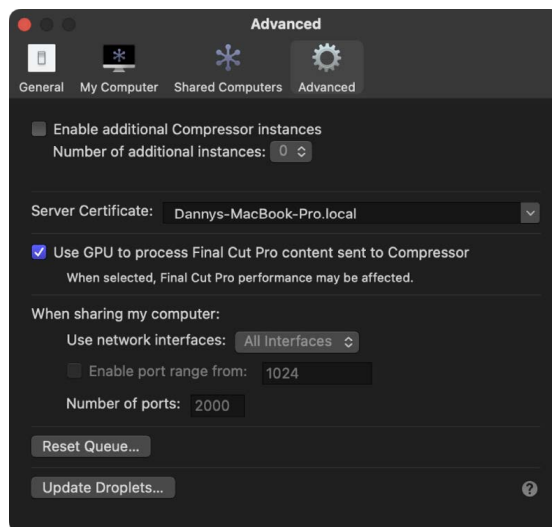 Advanced
General My Computer Shared Computers Advanced
Enable additional Compressor instances
Number of additional instances: 0
Server Certificate: Dannys-MacBook-Pro.local
Use GPU to process Final Cut Pro content sent to Compressor
When selected, Final Cut Pro performance may be affected.
When sharing my computer:
Use network interfaces: All Interfaces
Enable port range from: 1024
Number of ports: 2000
Reset Queue...
Update Droplets... ?